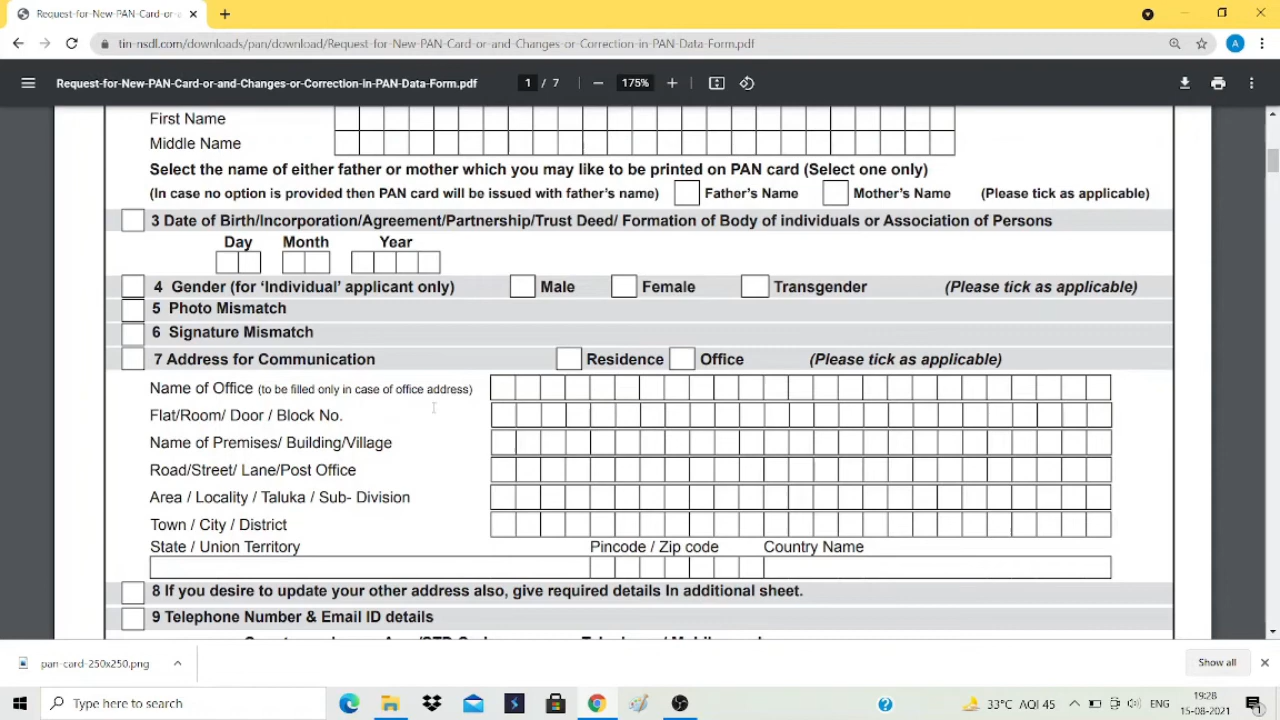 Request-for-New-PAN-Card-or-a
tin-nsdl.com/downloads/pan/download/Request-for-New-PAN-Card-or-and-Changes-or-Correction-in-PAN-Data-Form.pdf
A
Request-for-New-PAN-Card-or-and-Changes-or-Correction-in-PAN-Data-Form.pdf
1 / 7
175%
First Name
Middle Name
Select the name of either father or mother which you may like to be printed on PAN card (Select one only)
(In case no option is provided then PAN card will be issued with father's name) Father's Name Mother's Name (Please tick as applicable)
3 Date of Birth/Incorporation/Agreement/Partnership/Trust Deed/ Formation of Body of individuals or Association of Persons
Day Month Year
4 Gender (for 'Individual' applicant only) Male Female Transgender (Please tick as applicable)
5 Photo Mismatch
6 Signature Mismatch
7 Address for Communication Residence Office (Please tick as applicable)
Name of Office (to be filled only in case of office address)
Flat/Room/ Door / Block No.
Name of Premises/ Building/Village
Road/Street/ Lane/Post Office
Area / Locality / Taluka / Sub- Division
Town / City / District
State / Union Territory Pincode / Zip code Country Name
8 If you desire to update your other address also, give required details In additional sheet.
9 Telephone Number & Email ID details
pan-card-250x250.png
Show all
Type here to search
33°C AQI 45
ENG
19:28
15-08-2021
1